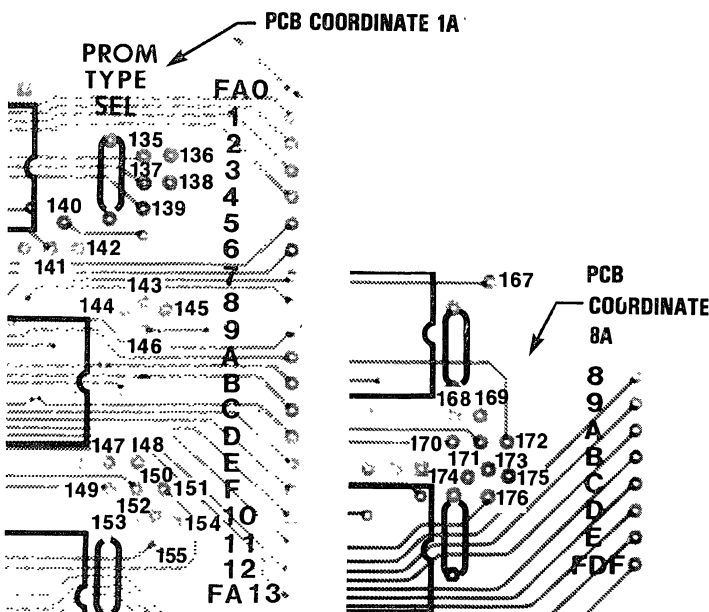 PCB COORDINATE 1A
PROM
TYPE
SEL
FA0
1
2
3
4
5
6
7
8
9
A
B
C
D
E
F
10
11
12
FA13
135
136
137
138
139
140
141
142
143
144
145
146
147 148
149
150
151
152
153
154
155
PCB
COORDINATE
8A
167
168 169
170
171
172
173
174
175
176
8
9
A
B
C
D
E
FDF